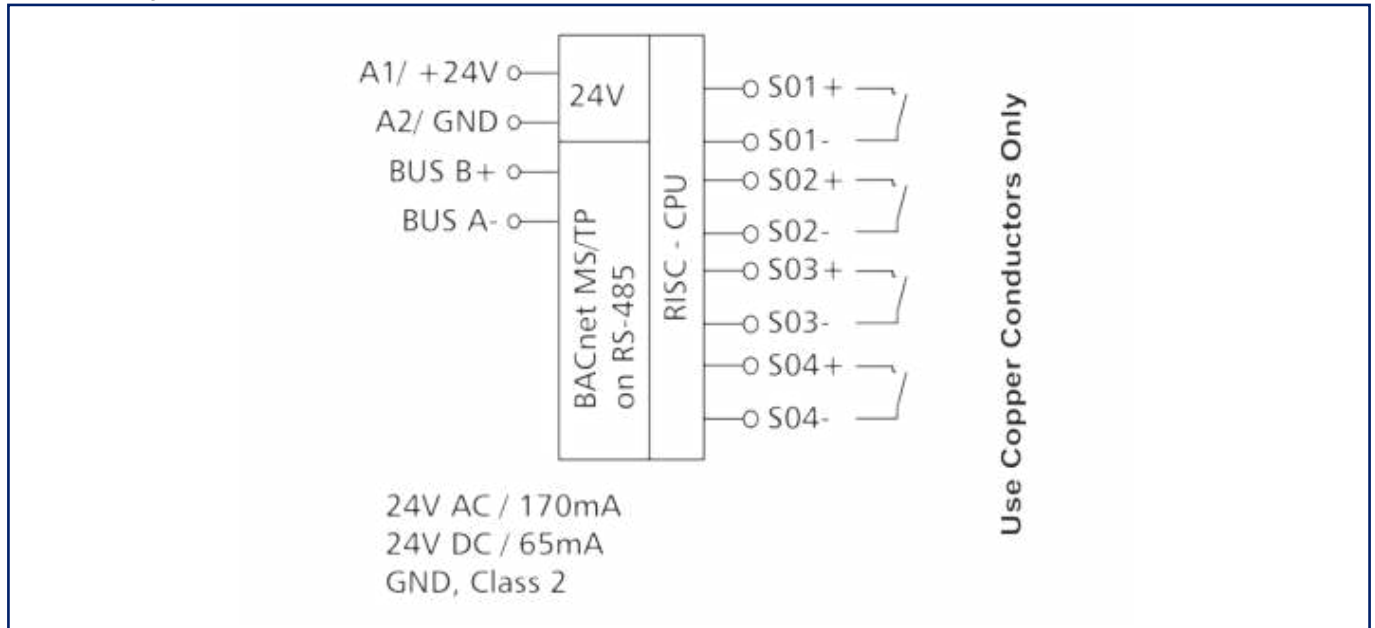 A1/ +24V
A2/ GND
BUS B+
BUS A-
24V
BACnet MS/TP
on RS-485
RISC - CPU
S01+
S01-
S02+
S02-
S03+
S03-
S04+
S04-
Use Copper Conductors Only
24V AC / 170mA
24V DC / 65mA
GND, Class 2